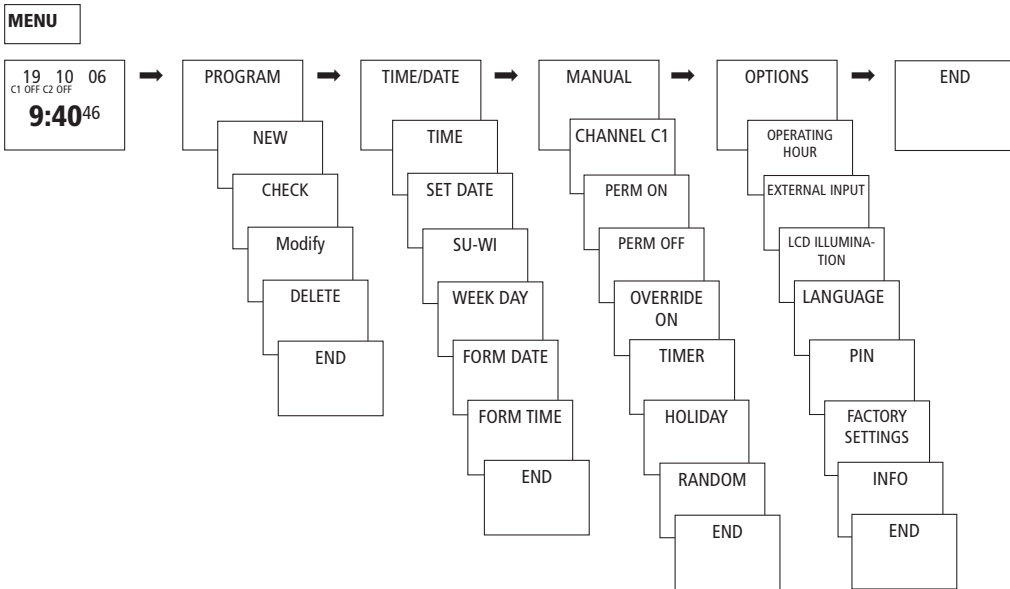 MENU
19 10 06
C1 OFF C2 OFF
9:40 46
PROGRAM
NEW
CHECK
Modify
DELETE
END
TIME/DATE
TIME
SET DATE
SU-WI
WEEK DAY
FORM DATE
FORM TIME
END
MANUAL
CHANNEL C1
PERM ON
PERM OFF
OVERRIDE
ON
TIMER
HOLIDAY
RANDOM
END
OPTIONS
OPERATING
HOUR
EXTERNAL INPUT
LCD ILLUMINA-
TION
LANGUAGE
PIN
FACTORY
SETTINGS
INFO
END
END